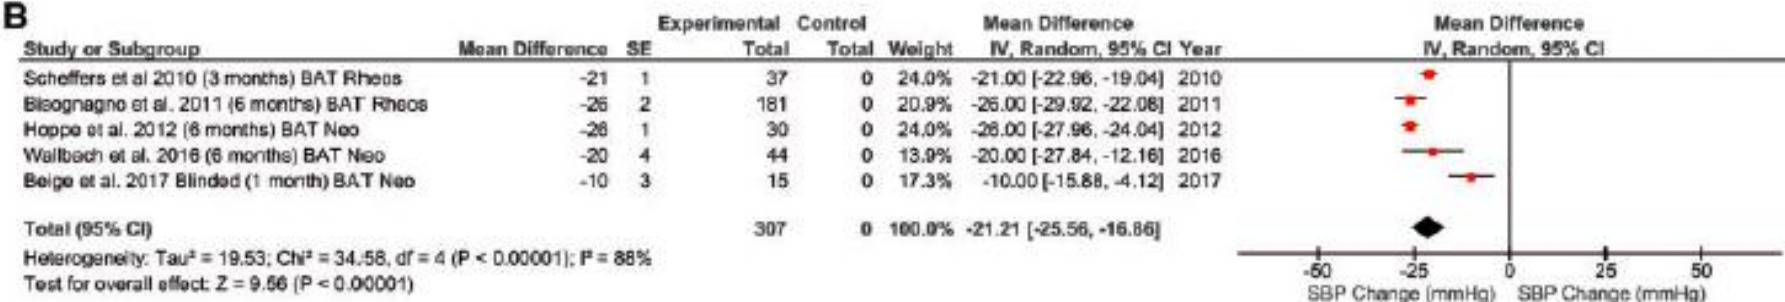 B
Experimental Control Mean Difference Mean Difference
Study or Subgroup Mean Difference SE Total Total Weight IV, Random, 95% CI Year IV, Random, 95% CI
Scheffers et al 2010 (3 months) BAT Rheos -21 1 37 0 24.0% -21.00 [-22.96, -19.04] 2010
Bisognagno et al. 2011 (6 months) BAT Rheos -26 2 181 0 20.9% -26.00 [-29.92, -22.08] 2011
Hoppe et al. 2012 (6 months) BAT Neo -26 1 30 0 24.0% -26.00 [-27.96, -24.04] 2012
Wallbach et al. 2016 (6 months) BAT Neo -20 4 44 0 13.9% -20.00 [-27.84, -12.16] 2016
Beige et al. 2017 Blinded (1 month) BAT Neo -10 3 15 0 17.3% -10.00 [-15.88, -4.12] 2017
Total (95% CI) 307 0 100.0% -21.21 [-25.56, -16.86]
Heterogeneity: Tau² = 19.53; Chi² = 34.58, df = 4 (P < 0.00001); I² = 88%
Test for overall effect: Z = 9.56 (P < 0.00001)
-50 -25 0 25 50
SBP Change (mmHg) SBP Change (mmHg)